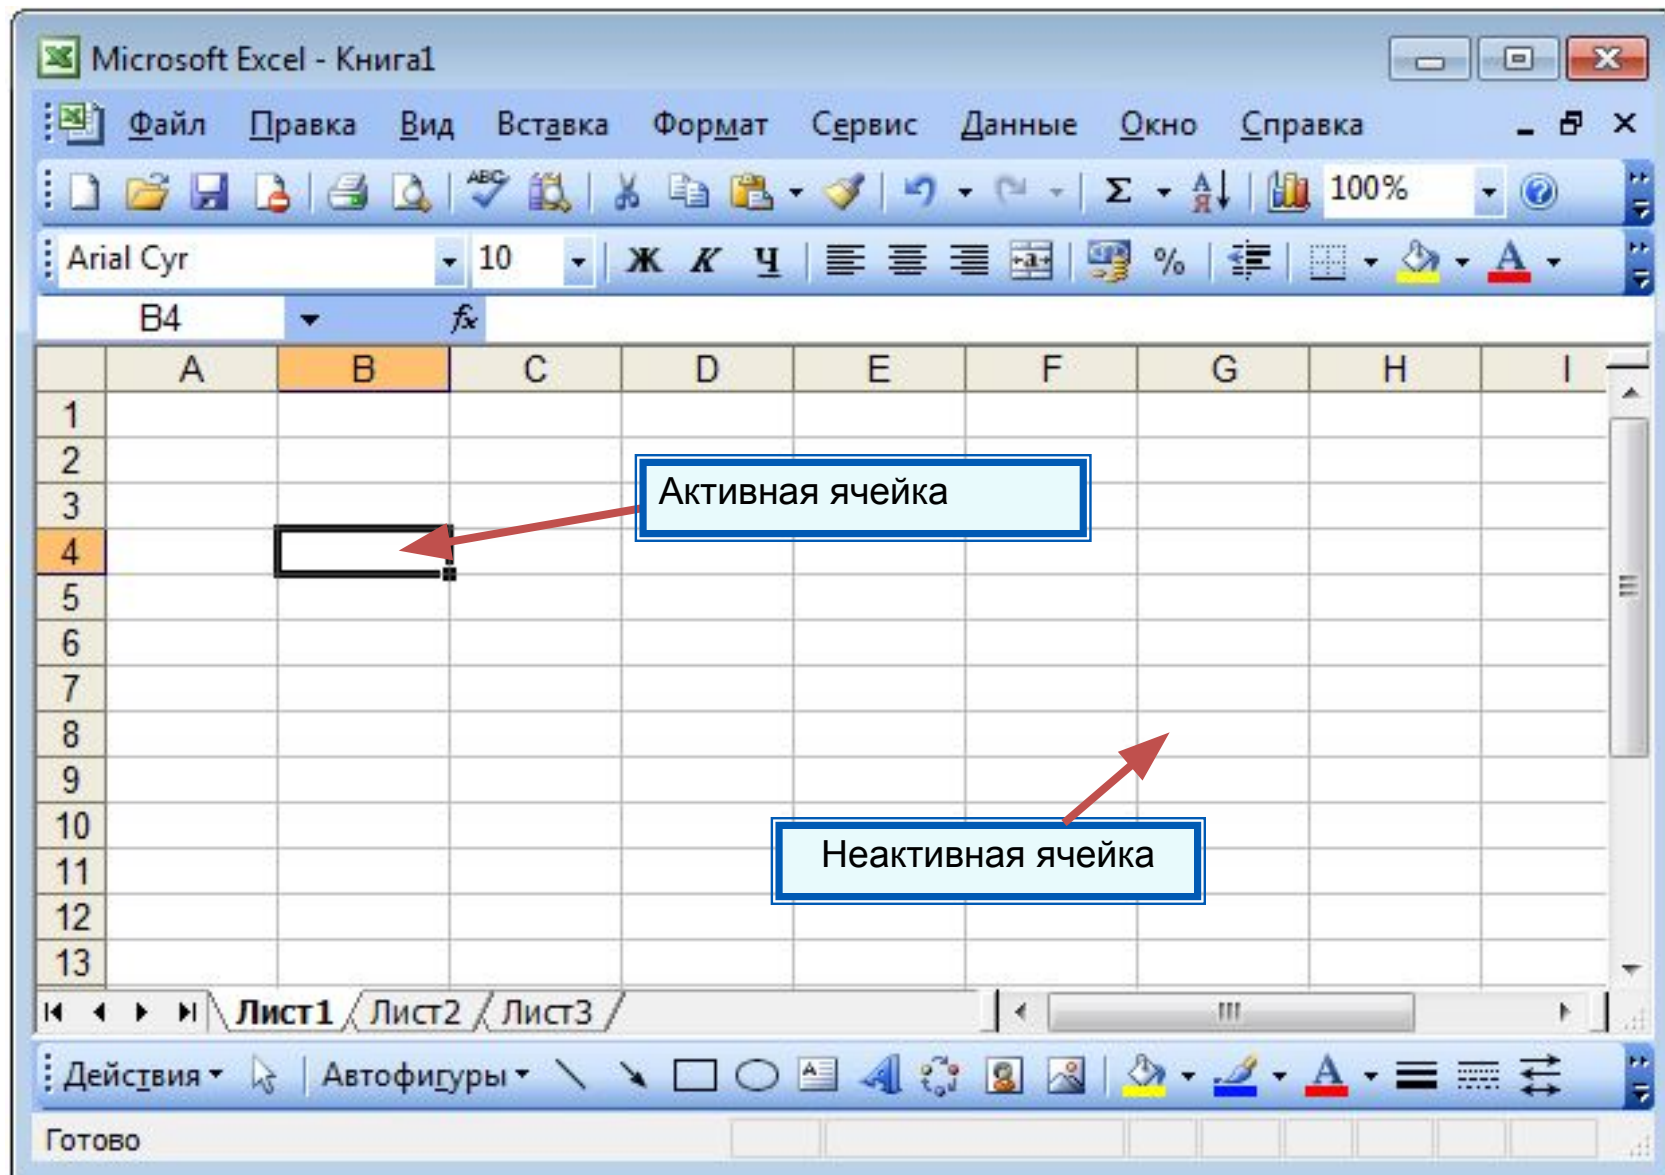 Microsoft Excel - Книга1
Файл Правка Вид Вставка Формат Сервис Данные Окно Справка
ABC Σ А Я 100% ?
Arial Cyr 10 Ж К Ч a % A
B4 fx
A B C D E F G H I
1
2
Активная ячейка
3
4
5
6
7
8
9
10
Неактивная ячейка
11
12
13
Лист1 Лист2 Лист3
Действия Автофигуры A A A
Готово